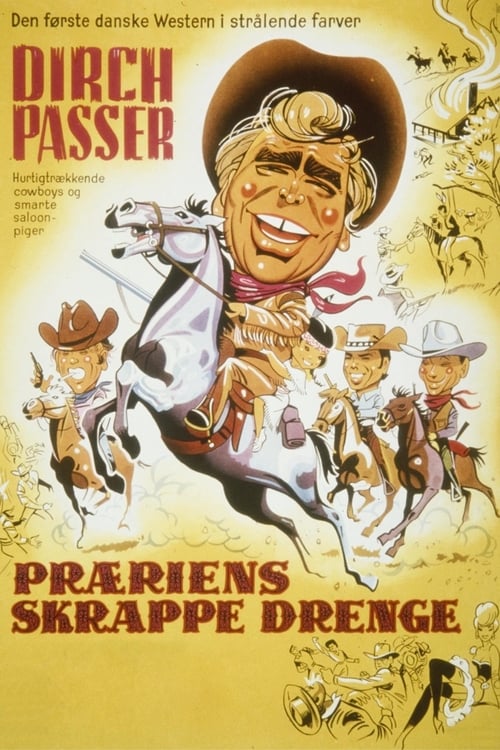 Den første danske Western i strålende farver
DIRCH
PASSER
Hurtigtrækkende
cowboys og
smarte
saloon-
piger
PRÆRIENS
SKRAPPE DRENGE